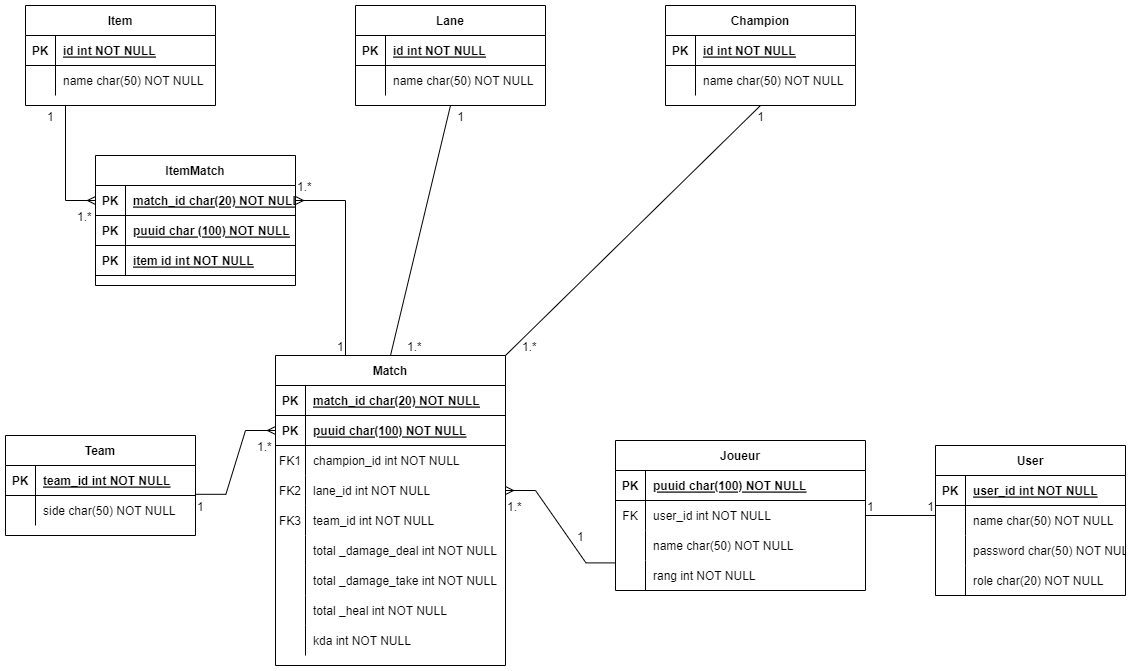 Item
PK id int NOT NULL
name char(50) NOT NULL
Lane
PK id int NOT NULL
name char(50) NOT NULL
Champion
PK id int NOT NULL
name char(50) NOT NULL
1
1
1
ItemMatch
PK match_id char(20) NOT NULL
PK puuid char (100) NOT NULL
PK item id int NOT NULL
1.*
1.*
1
1.*
1.*
Match
PK match_id char(20) NOT NULL
PK puuid char(100) NOT NULL
FK1 champion_id int NOT NULL
FK2 lane_id int NOT NULL
FK3 team_id int NOT NULL
total _damage_deal int NOT NULL
total _damage_take int NOT NULL
total _heal int NOT NULL
kda int NOT NULL
Team
PK team_id int NOT NULL
side char(50) NOT NULL
1
1.*
1.*
1
Joueur
PK puuid char(100) NOT NULL
FK user_id int NOT NULL
name char(50) NOT NULL
rang int NOT NULL
1
1
User
PK user_id int NOT NULL
name char(50) NOT NULL
password char(50) NOT NUL
role char(20) NOT NULL